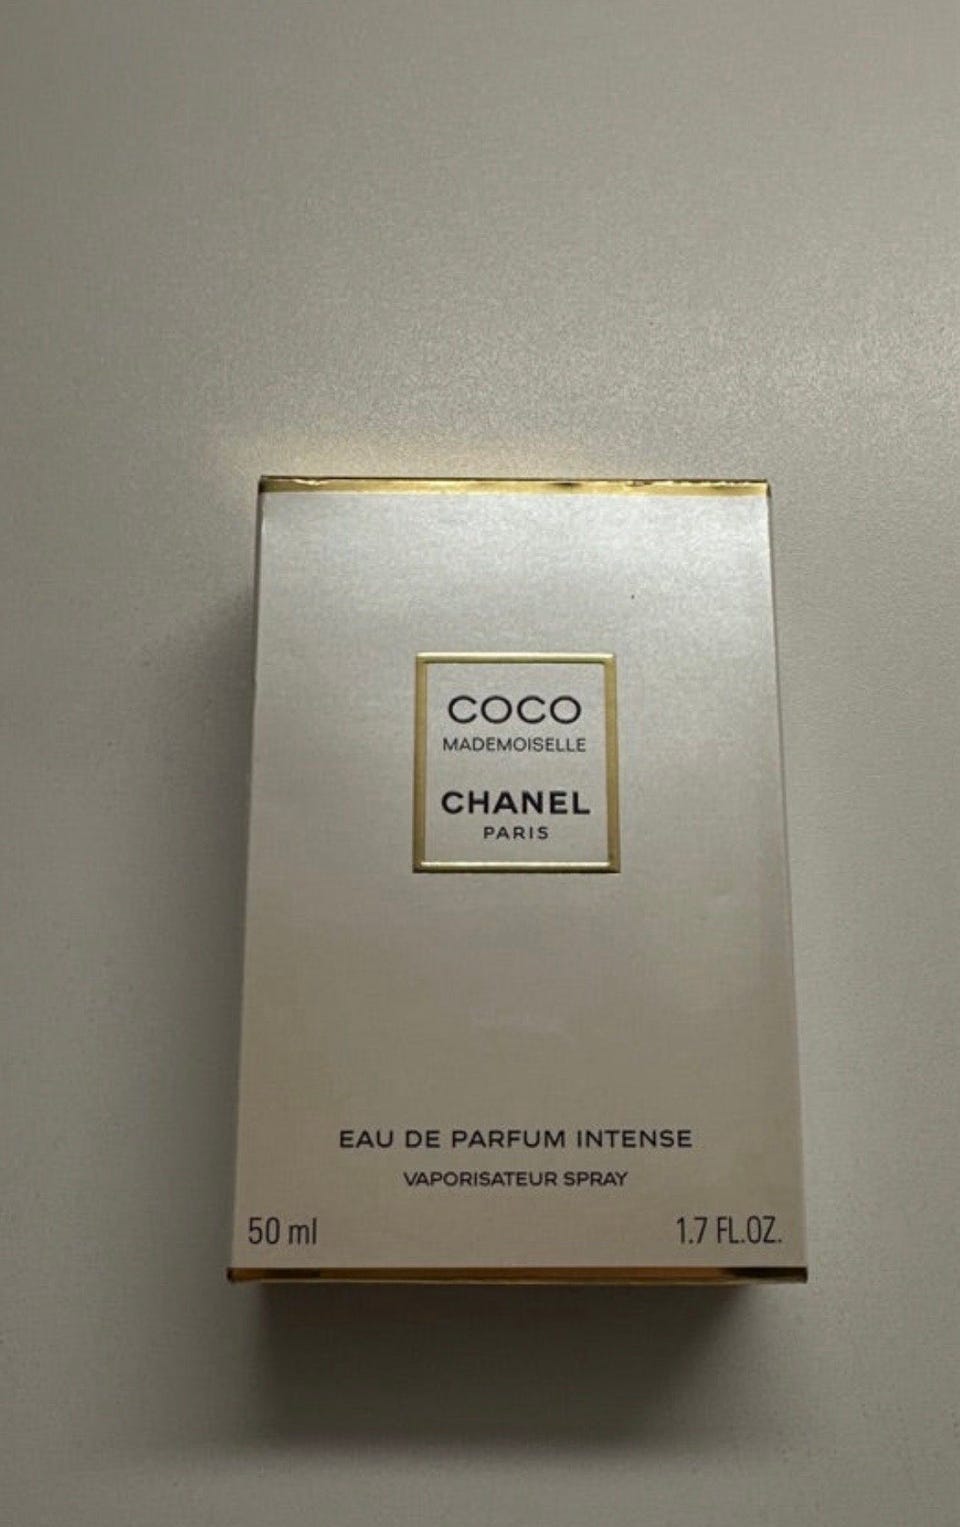 COCO
MADEMOISELLE
CHANEL
PARIS
EAU DE PARFUM INTENSE
VAPORISATEUR SPRAY
50 ml 1.7 FL.OZ.